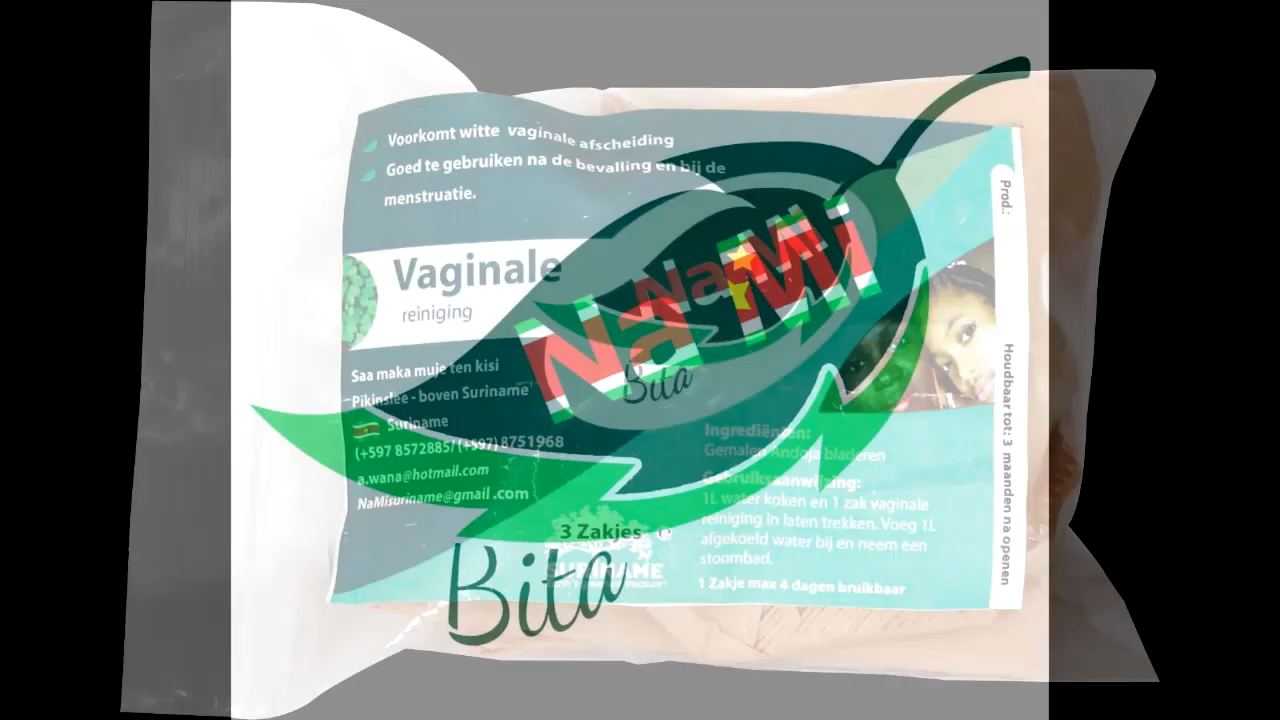 Voorkomt witte vaginale afscheiding
Goed te gebruiken na de bevalling en bij de
menstruatie.
Vaginale
reiniging
Saa maka muje ten kisi
Pikinslee - boven Suriname
Suriname
(+597 8572885/(+597) 8751968
a.wana@hotmail.com
NaMisuriname@gmail.com
NaMi
Bita
NaMi
Bita
3 Zakjes
SURINAME
Ingrediënten:
Gemalen Andoja bladeren
Gebruiksaanwijzing:
1L water koken en 1 zak vaginale
reiniging in laten trekken. Voeg 1L
afgekoeld water bij en neem een
stoombad.
1 Zakje max 4 dagen bruikbaar
Prod.:
Houdbaar tot: 3 maanden na openen